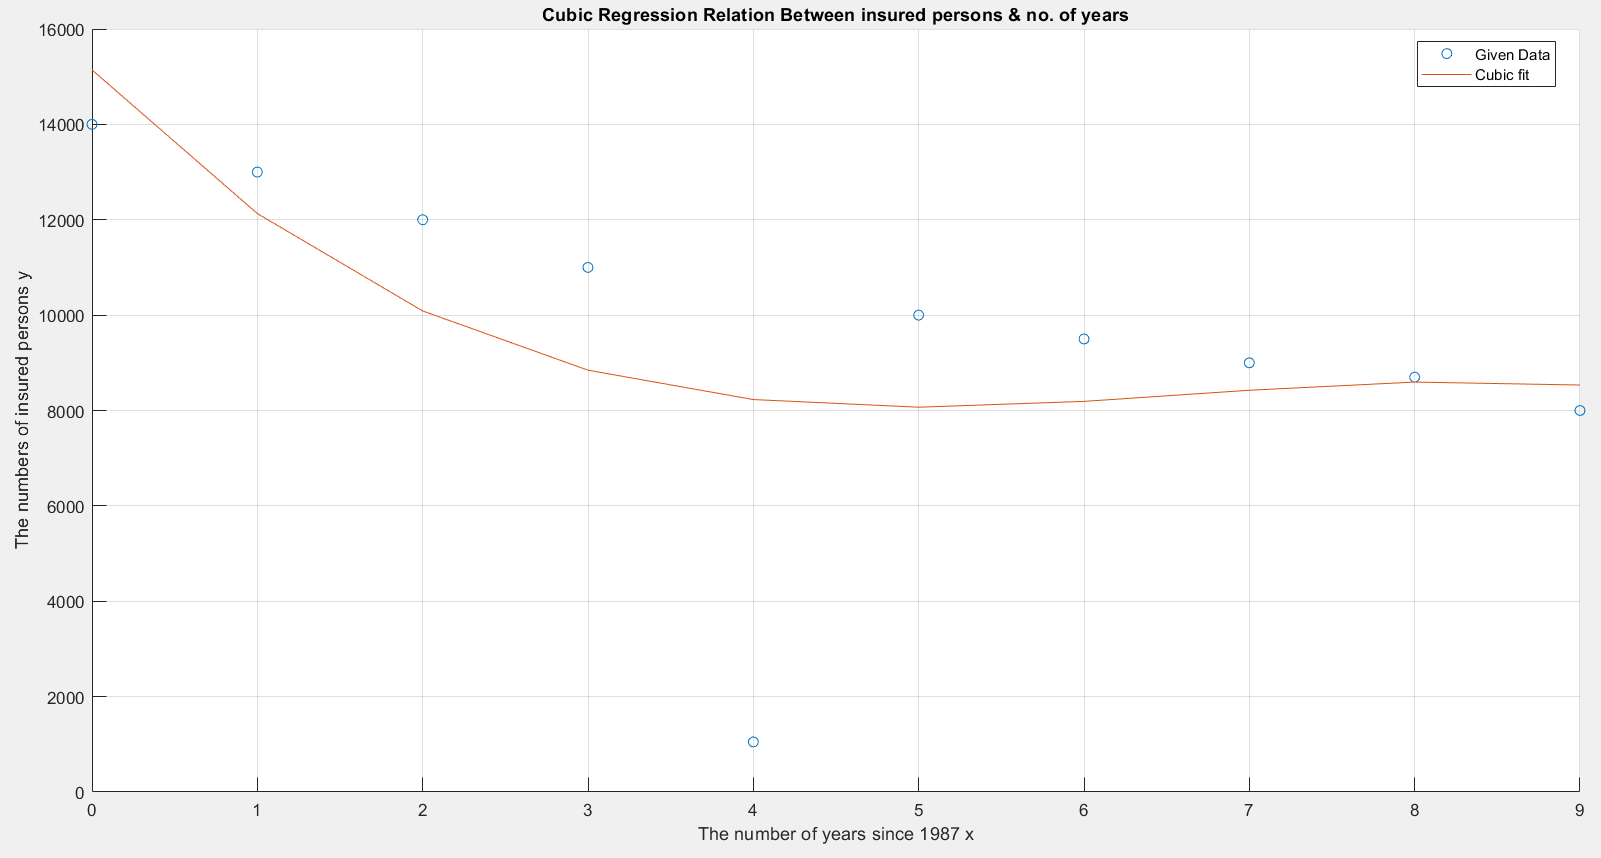 Cubic Regression Relation Between insured persons & no. of years
16000
14000
12000
10000
8000
6000
4000
2000
0
The numbers of insured persons y
Given Data
Cubic fit
0 1 2 3 4 5 6 7 8 9
The number of years since 1987 x